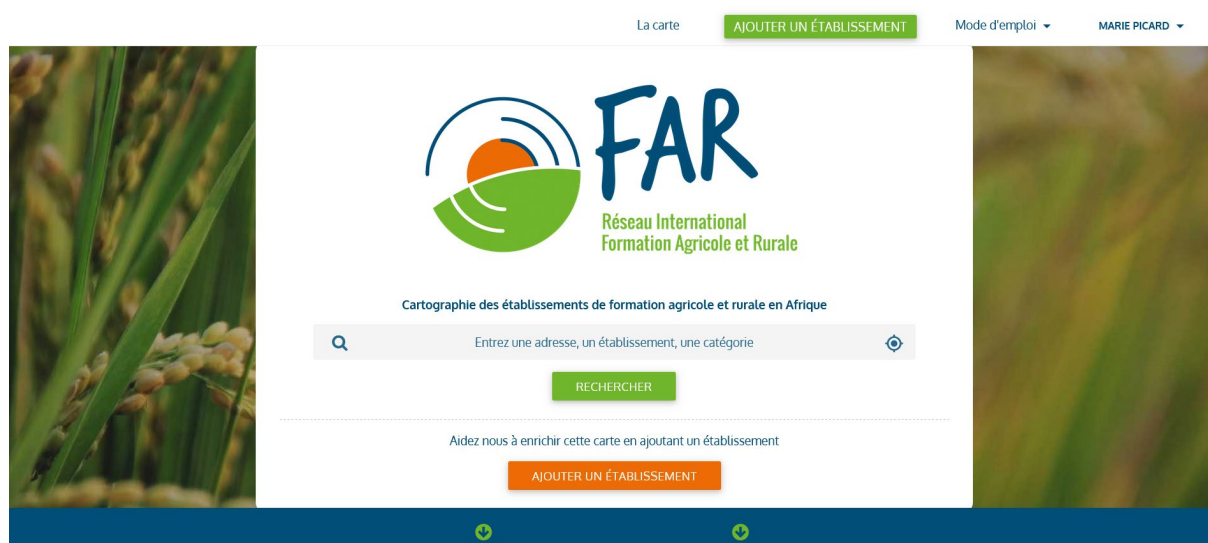 La carte
AJOUTER UN ÉTABLISSEMENT
Mode d'emploi
MARIE PICARD
FAR
Réseau International
Formation Agricole et Rurale
Cartographie des établissements de formation agricole et rurale en Afrique
Entrez une adresse, un établissement, une catégorie
RECHERCHER
Aidez nous à enrichir cette carte en ajoutant un établissement
AJOUTER UN ÉTABLISSEMENT